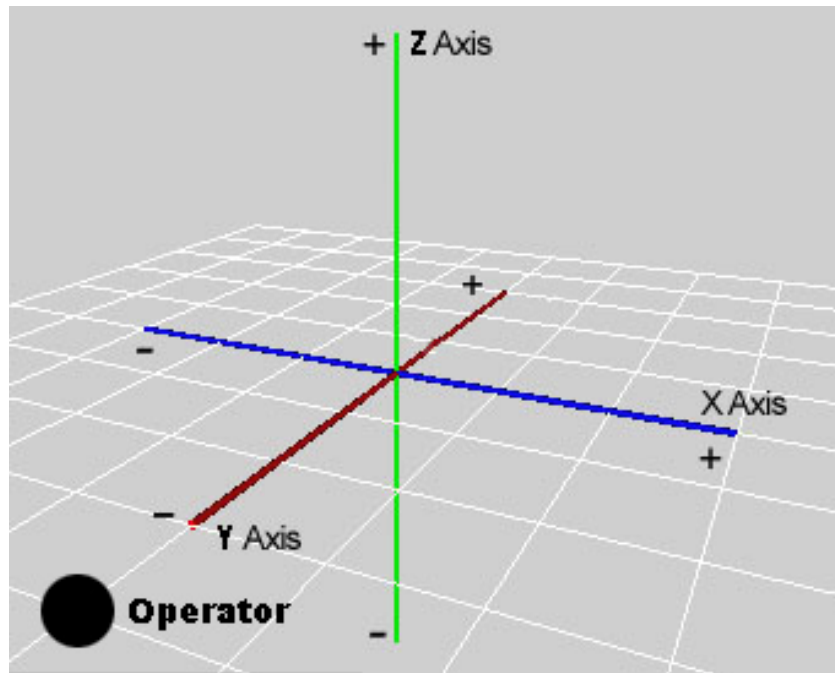 + Z Axis
+
-
X Axis
+
-
Y Axis
Operator
-